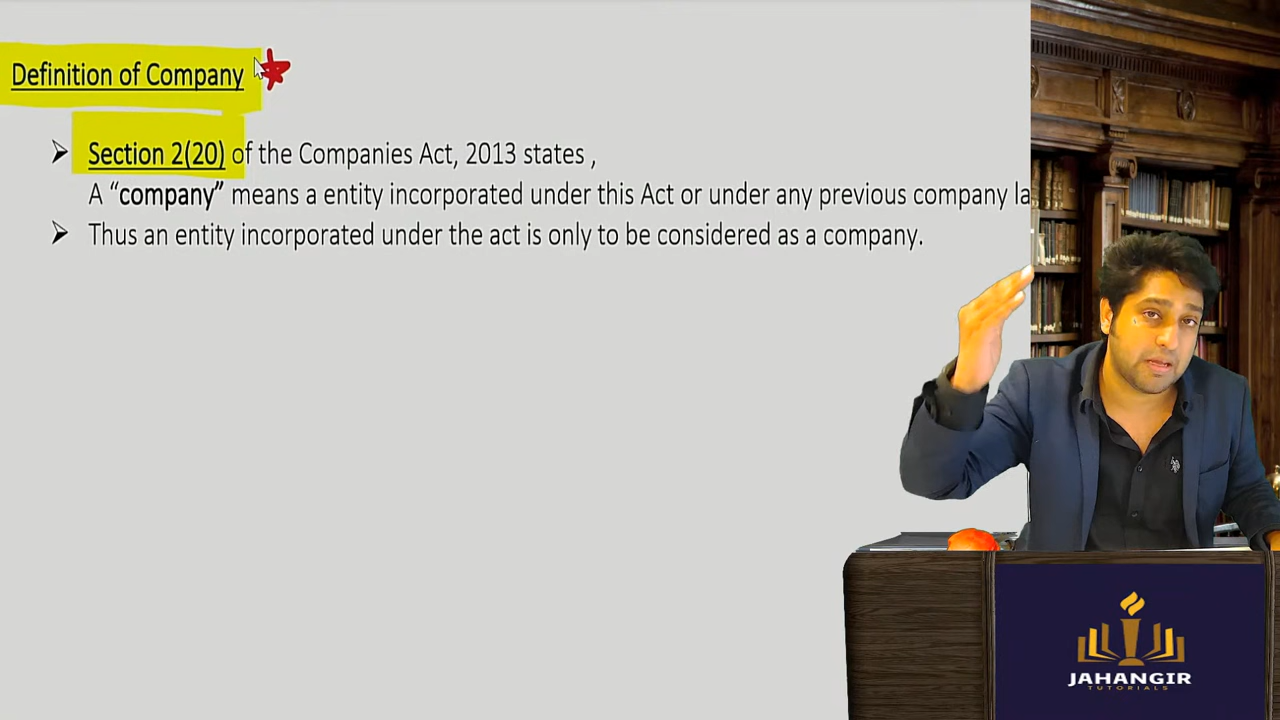 Definition of Company
➤ Section 2(20) of the Companies Act, 2013 states ,
A “company” means a entity incorporated under this Act or under any previous company la
➤ Thus an entity incorporated under the act is only to be considered as a company.
JAHANGIR
TUTORIALS